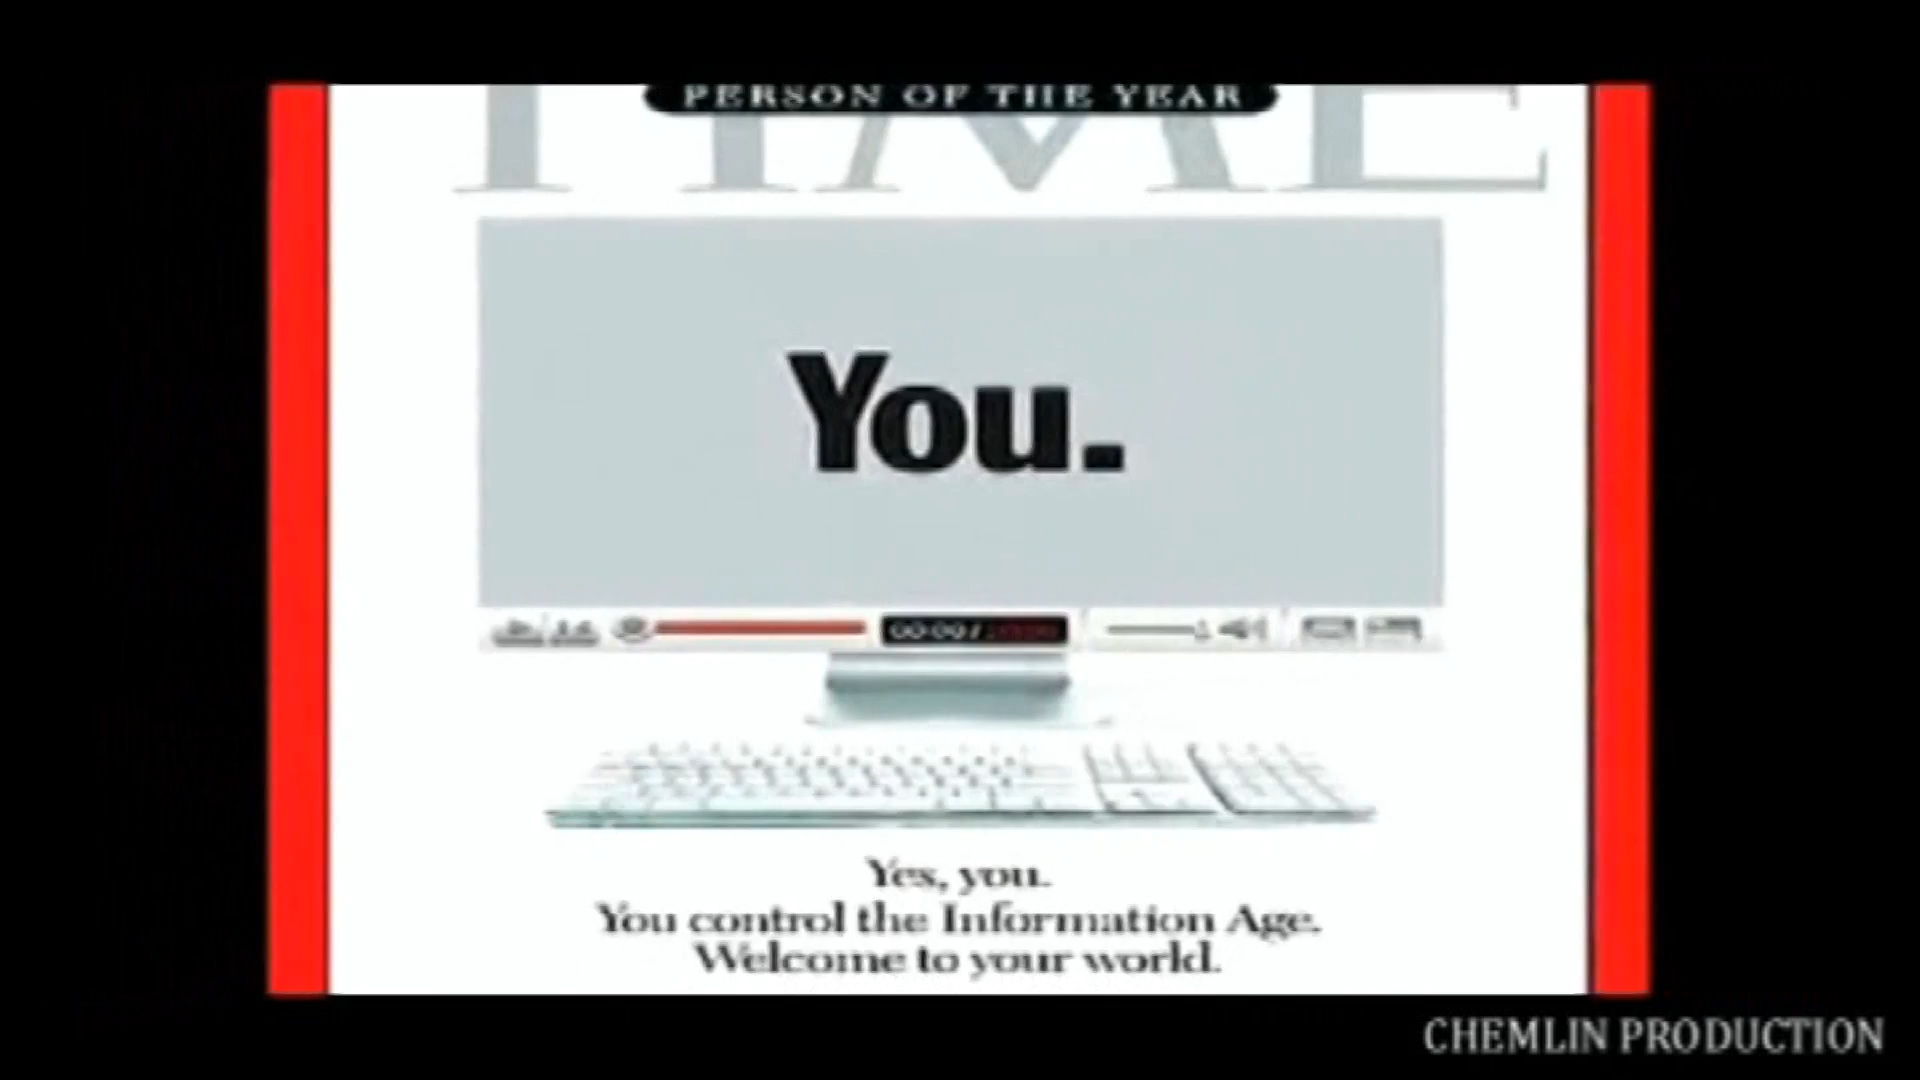 PERSON OF THE YEAR
TIME
You.
Yes, you.
You control the Information Age.
Welcome to your world.
CHEMLIN PRODUCTION